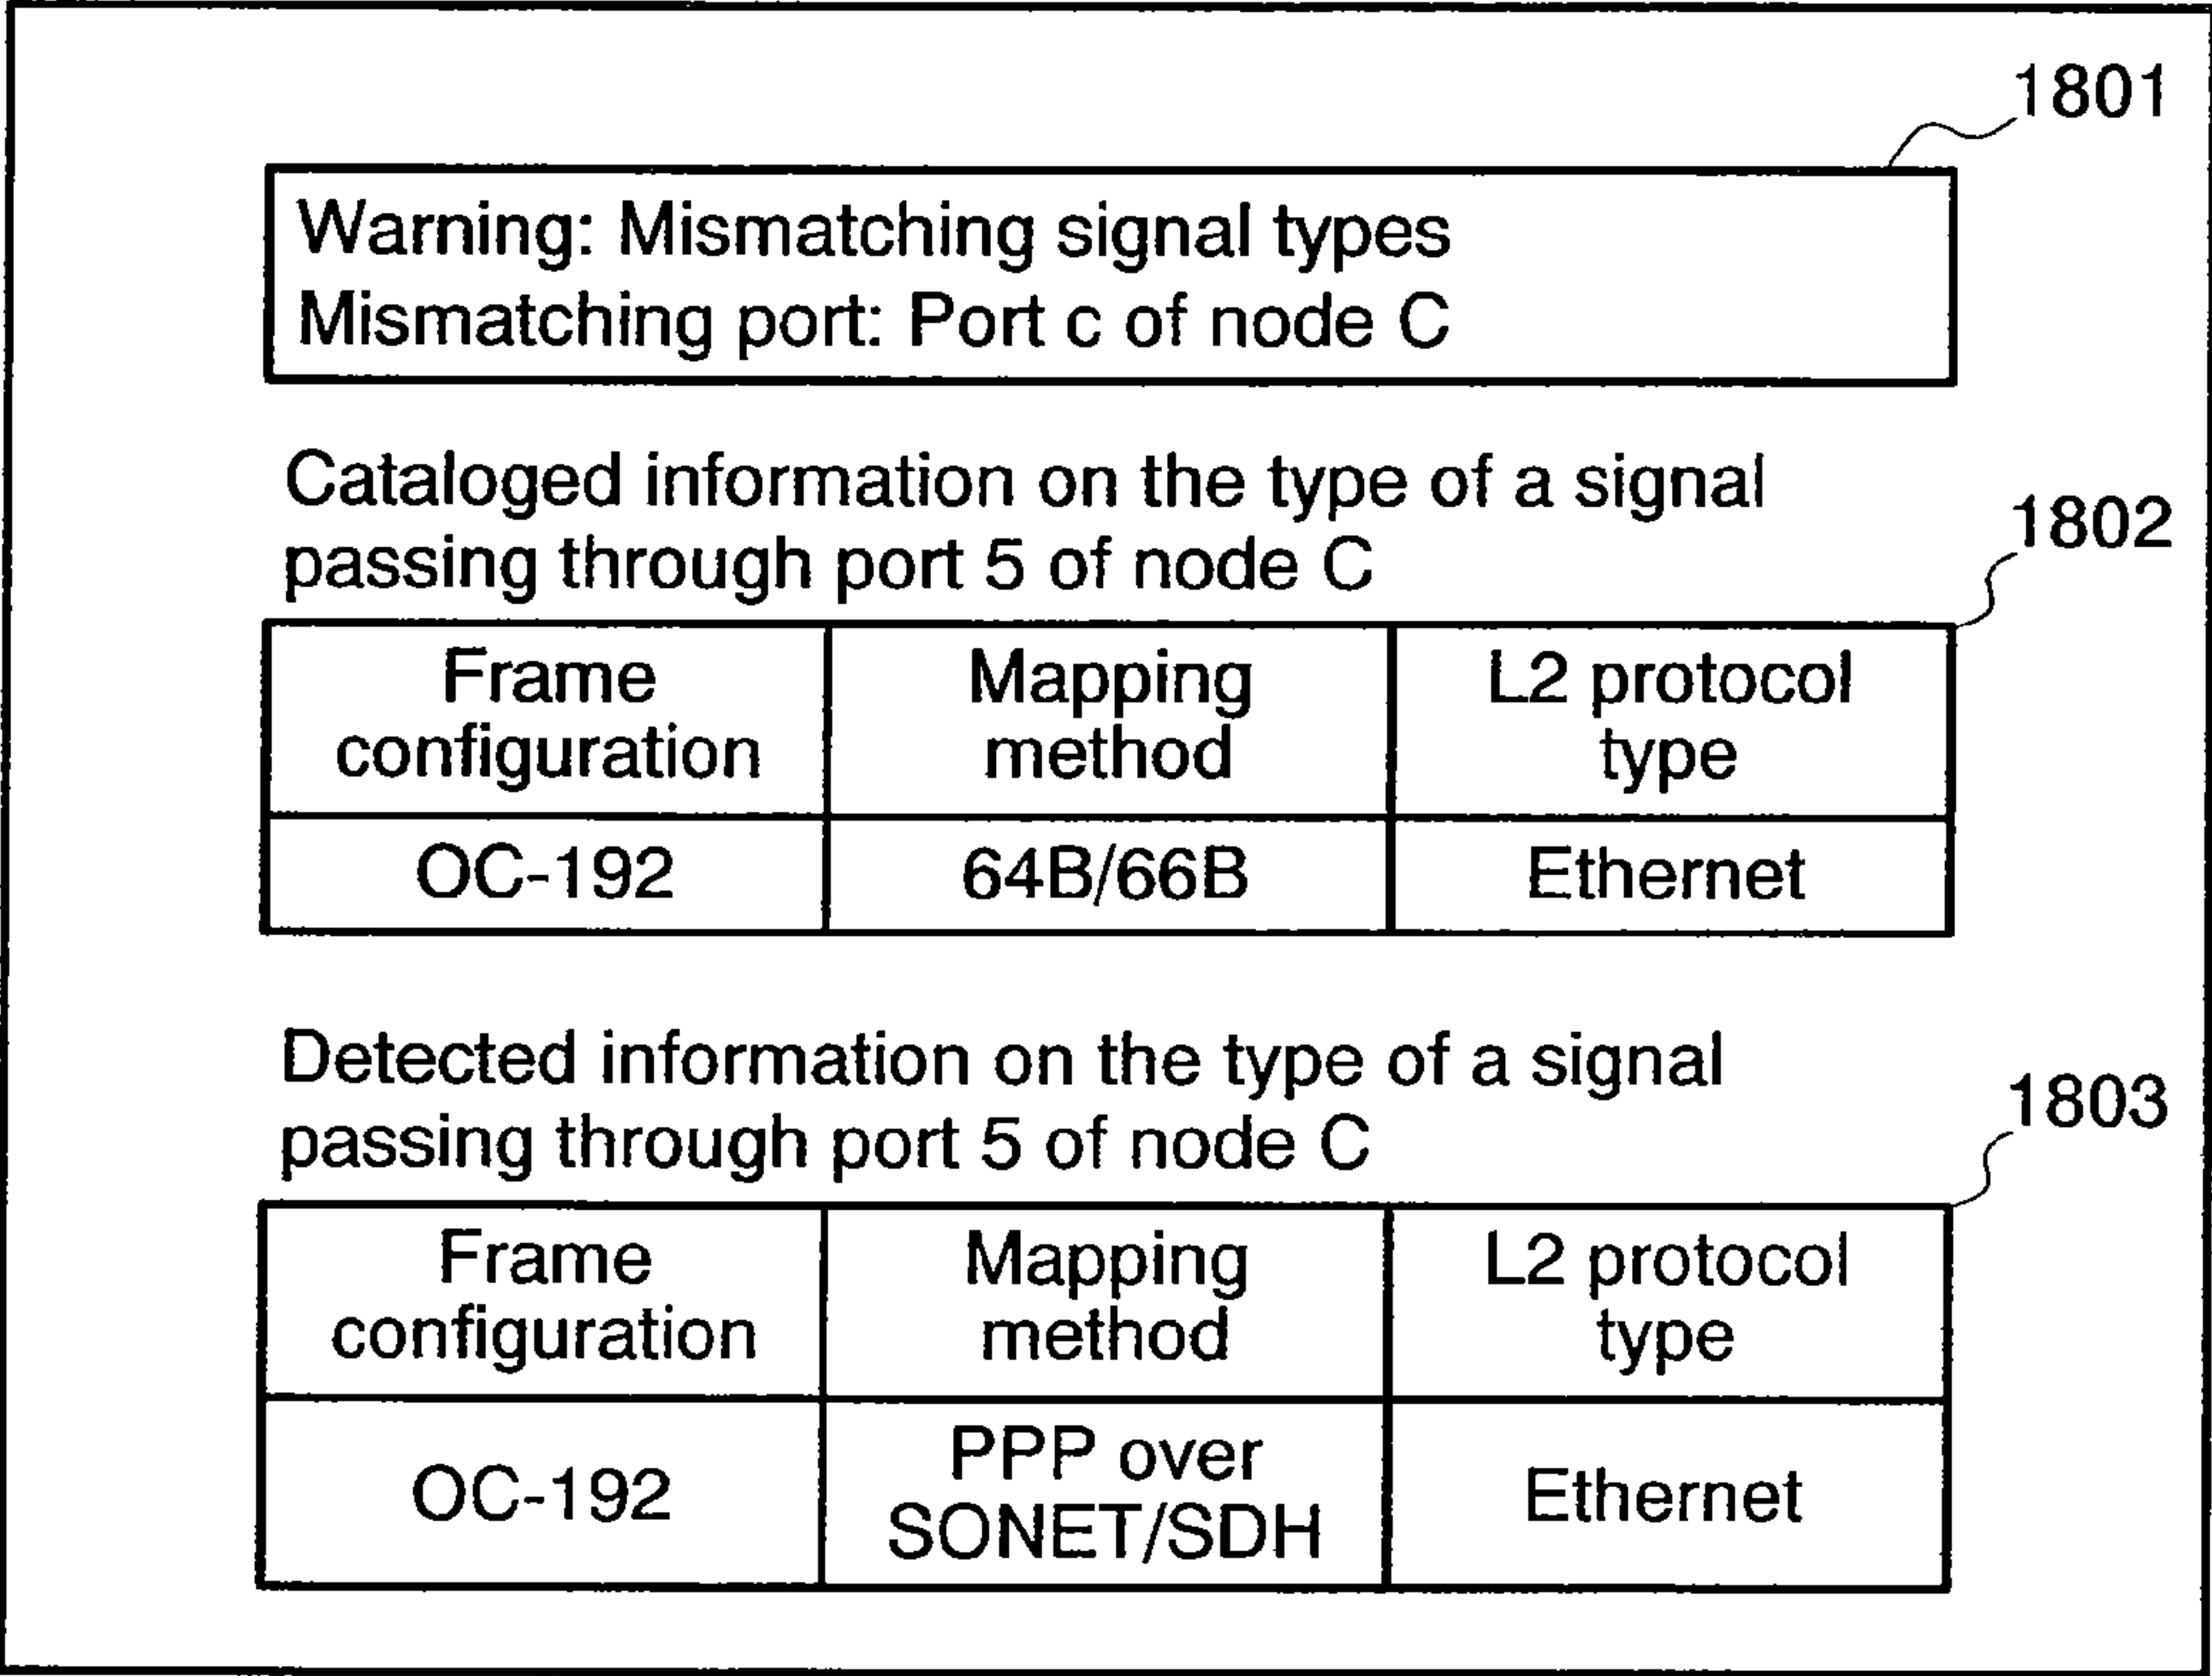 1801
Warning: Mismatching signal types
Mismatching port: Port c of node C
Cataloged information on the type of a signal
passing through port 5 of node C
1802
Frame
configuration
Mapping
method
L2 protocol
type
OC-192
64B/66B
Ethernet
Detected information on the type of a signal
passing through port 5 of node C
1803
Frame
configuration
Mapping
method
L2 protocol
type
OC-192
PPP over
SONET/SDH
Ethernet